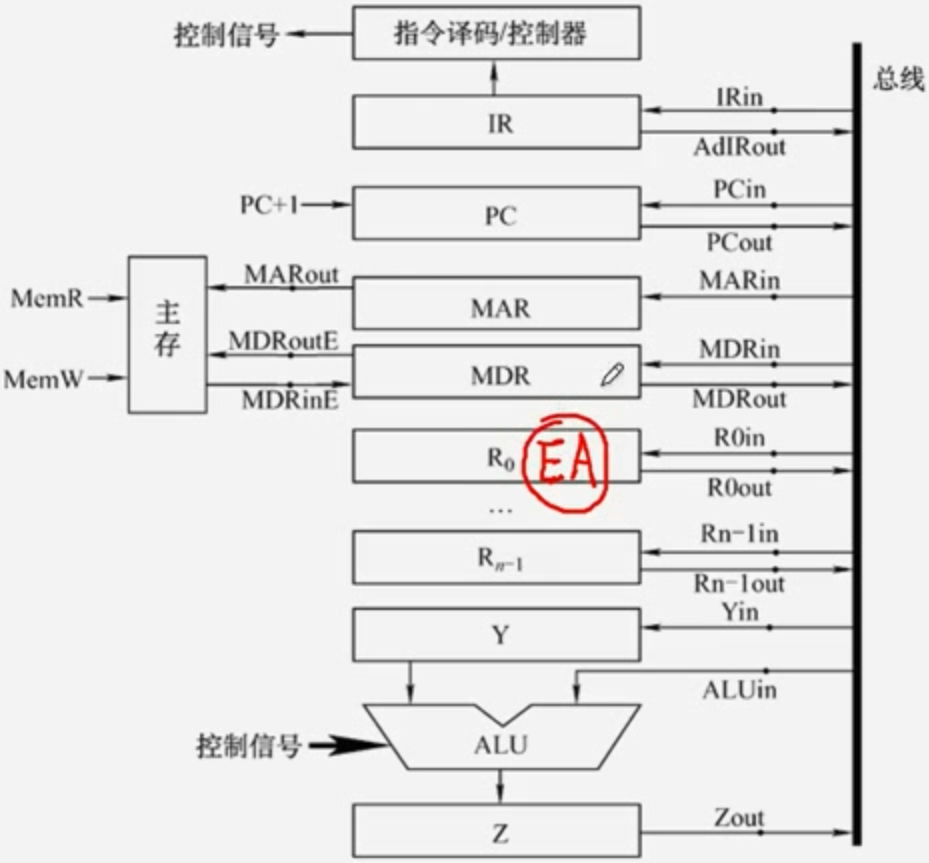 控制信号
指令译码/控制器
总线
IR
IRin
AdIRout
PC+1
PC
PCin
PCout
MemR
MemW
主存
MARout
MAR
MARin
MDRoutE
MDRinE
MDR
MDRin
MDRout
R₀
EA
R0in
R0out
...
Rₙ₋₁
Rn-1in
Rn-1out
Y
Yin
ALUin
控制信号
ALU
Z
Zout